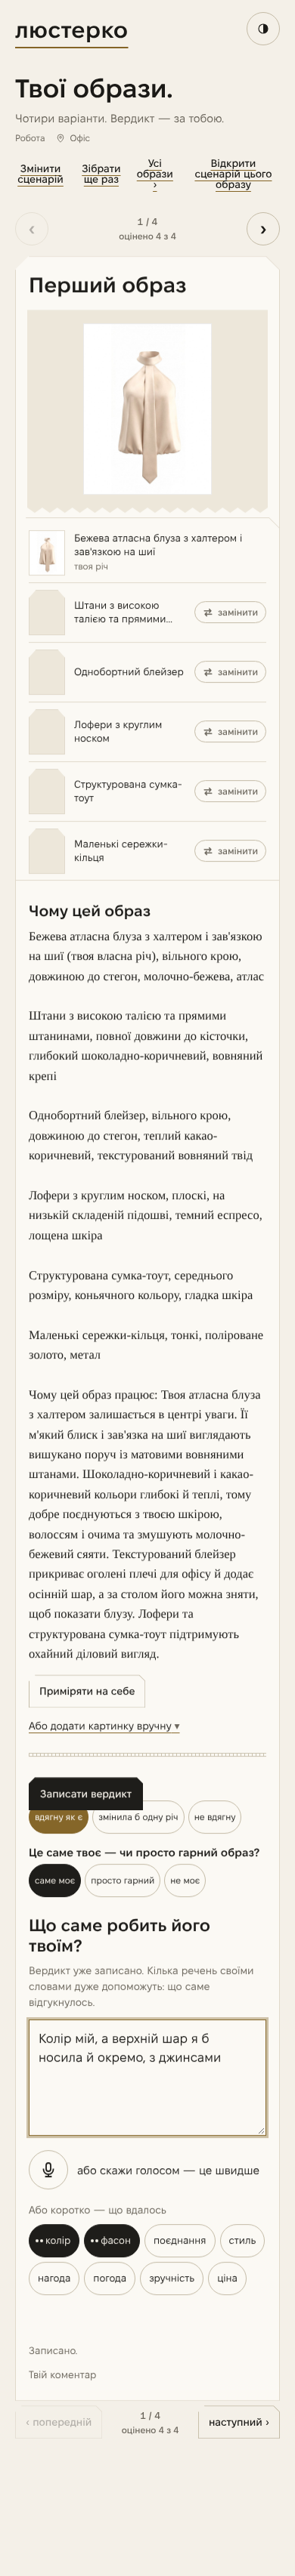 люстерко
Твої образи.
Чотири варіанти. Вердикт — за тобою.
Робота Офіс
Змінити
сценарій
Зібрати
ще раз
Усі
образи
›
Відкрити
сценарій цього
образу
‹
1 / 4
оцінено 4 з 4
›
Перший образ
Бежева атласна блуза з халтером і
зав'язкою на шиї
твоя річ
Штани з високою
талією та прямими...
⇄ замінити
Однобортний блейзер
⇄ замінити
Лофери з круглим
носком
⇄ замінити
Структурована сумка-
тоут
⇄ замінити
Маленькі сережки-
кільця
⇄ замінити
Чому цей образ
Бежева атласна блуза з халтером і зав'язкою
на шиї (твоя власна річ), вільного крою,
довжиною до стегон, молочно-бежева, атлас
Штани з високою талією та прямими
штанинами, повної довжини до кісточки,
глибокий шоколадно-коричневий, вовняний
крепі
Однобортний блейзер, вільного крою,
довжиною до стегон, теплий какао-
коричневий, текстурований вовняний твід
Лофери з круглим носком, плоскі, на
низькій складеній підошві, темний еспресо,
лощена шкіра
Структурована сумка-тоут, середнього
розміру, коньячного кольору, гладка шкіра
Маленькі сережки-кільця, тонкі, поліроване
золото, метал
Чому цей образ працює: Твоя атласна блуза
з халтером залишається в центрі уваги. Її
м'який блиск і зав'язка на шиї виглядають
вишукано поруч із матовими вовняними
штанами. Шоколадно-коричневий і какао-
коричневий кольори глибокі й теплі, тому
добре поєднуються з твоєю шкірою,
волоссям і очима та змушують молочно-
бежевий сяяти. Текстурований блейзер
прикриває оголені плечі для офісу й додає
осінній шар, а за столом його можна зняти,
щоб показати блузу. Лофери та
структурована сумка-тоут підтримують
охайний діловий вигляд.
Приміряти на себе
Або додати картинку вручну ▾
Записати вердикт
вдягну як є
змінила б одну річ
не вдягну
Це саме твоє — чи просто гарний образ?
саме моє
просто гарний
не моє
Що саме робить його
твоїм?
Вердикт уже записано. Кілька речень своїми
словами дуже допоможуть: що саме
відгукнулось.
Колір мій, а верхній шар я б
носила й окремо, з джинсами
або скажи голосом — це швидше
Або коротко — що вдалось
•• колір
•• фасон
поєднання
стиль
нагода
погода
зручність
ціна
Записано.
Твій коментар
‹ попередній
1 / 4
оцінено 4 з 4
наступний ›